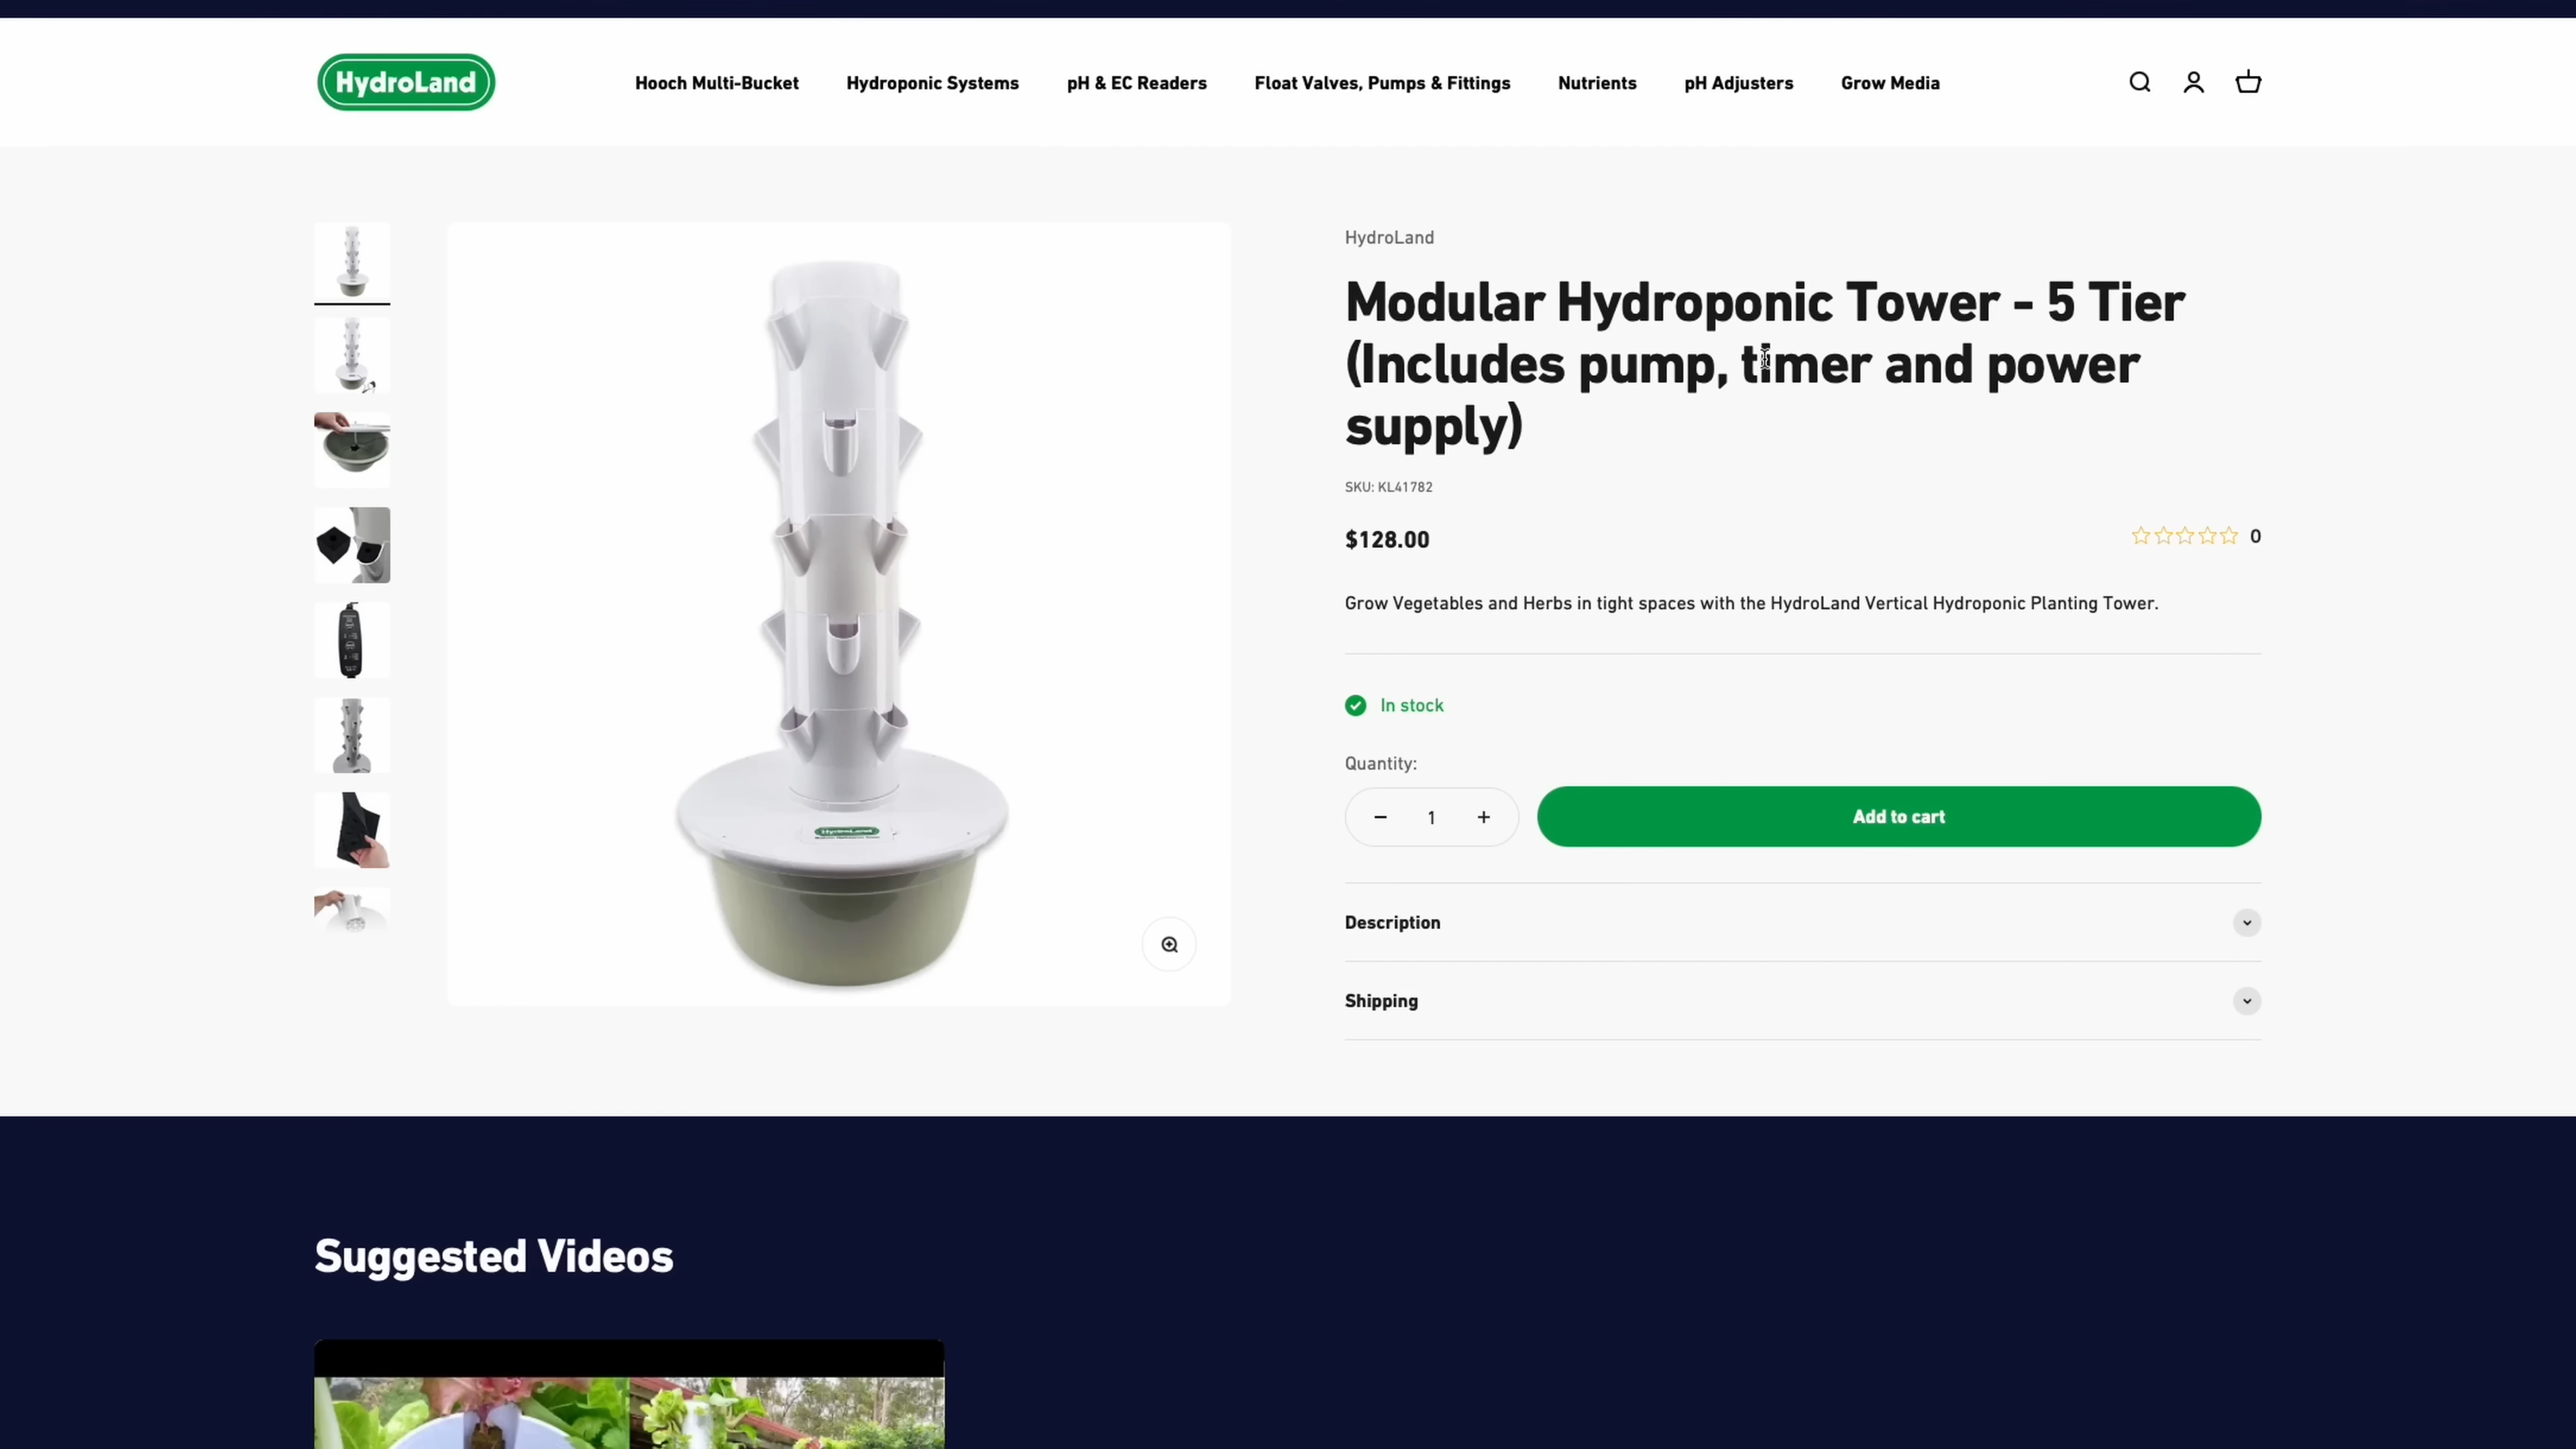 HydroLand
Hooch Multi-Bucket
Hydroponic Systems
pH & EC Readers
Float Valves, Pumps & Fittings
Nutrients
pH Adjusters
Grow Media
HydroLand
Modular Hydroponic Tower - 5 Tier
(Includes pump, timer and power
supply)
SKU: KL41782
$128.00
0
Grow Vegetables and Herbs in tight spaces with the HydroLand Vertical Hydroponic Planting Tower.
In stock
Quantity:
1
Add to cart
HydroLand
Description
Shipping
Suggested Videos